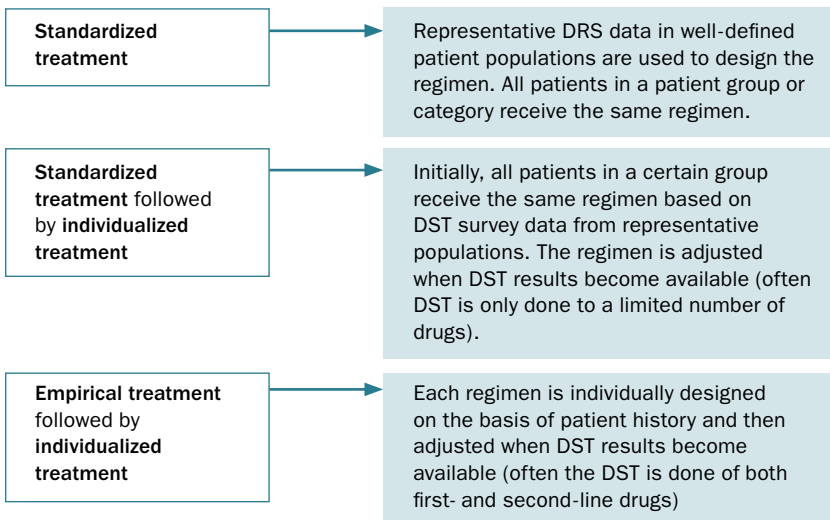 Standardized
treatment
Representative DRS data in well-defined
patient populations are used to design the
regimen. All patients in a patient group or
category receive the same regimen.
Standardized
treatment followed
by individualized
treatment
Initially, all patients in a certain group
receive the same regimen based on
DST survey data from representative
populations. The regimen is adjusted
when DST results become available (often
DST is only done to a limited number of
drugs).
Empirical treatment
followed by
individualized
treatment
Each regimen is individually designed
on the basis of patient history and then
adjusted when DST results become
available (often the DST is done of both
first- and second-line drugs)